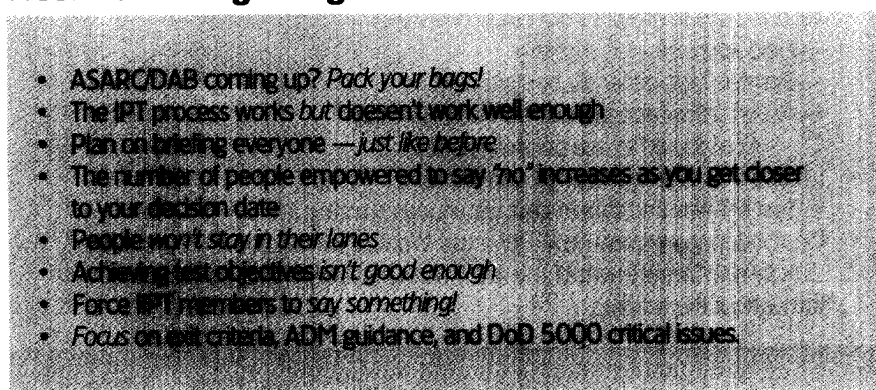 • ASARC/DAB coming up? Pack your bags!
• The IPT process works but doesen't work well enough
• Plan on briefing everyone — just like before
• The number of people empowered to say "no" increases as you get closer
to your decision date
• People won't stay in their lanes
• Achieving test objectives isn't good enough
• Force IPT members to say something!
• Focus on exit criteria, ADM guidance, and DoD 5000 critical issues.